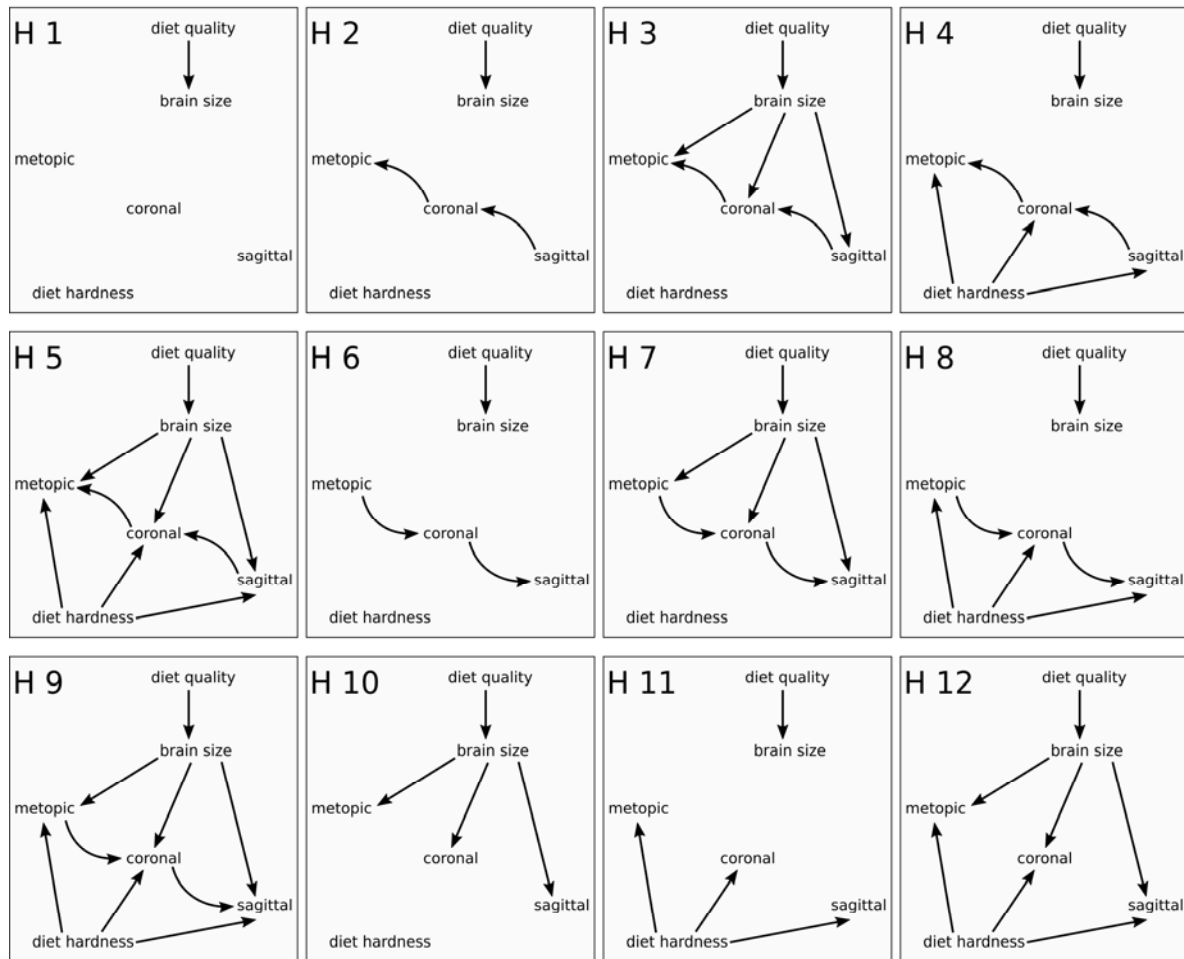 H 1
diet quality
brain size
metopic
coronal
sagittal
diet hardness
H 2
diet quality
brain size
metopic
coronal
sagittal
diet hardness
H 3
diet quality
brain size
metopic
coronal
sagittal
diet hardness
H 4
diet quality
brain size
metopic
coronal
sagittal
diet hardness
H 5
diet quality
brain size
metopic
coronal
sagittal
diet hardness
H 6
diet quality
brain size
metopic
coronal
sagittal
diet hardness
H 7
diet quality
brain size
metopic
coronal
sagittal
diet hardness
H 8
diet quality
brain size
metopic
coronal
sagittal
diet hardness
H 9
diet quality
brain size
metopic
coronal
sagittal
diet hardness
H 10
diet quality
brain size
metopic
coronal
sagittal
diet hardness
H 11
diet quality
brain size
metopic
coronal
sagittal
diet hardness
H 12
diet quality
brain size
metopic
coronal
sagittal
diet hardness